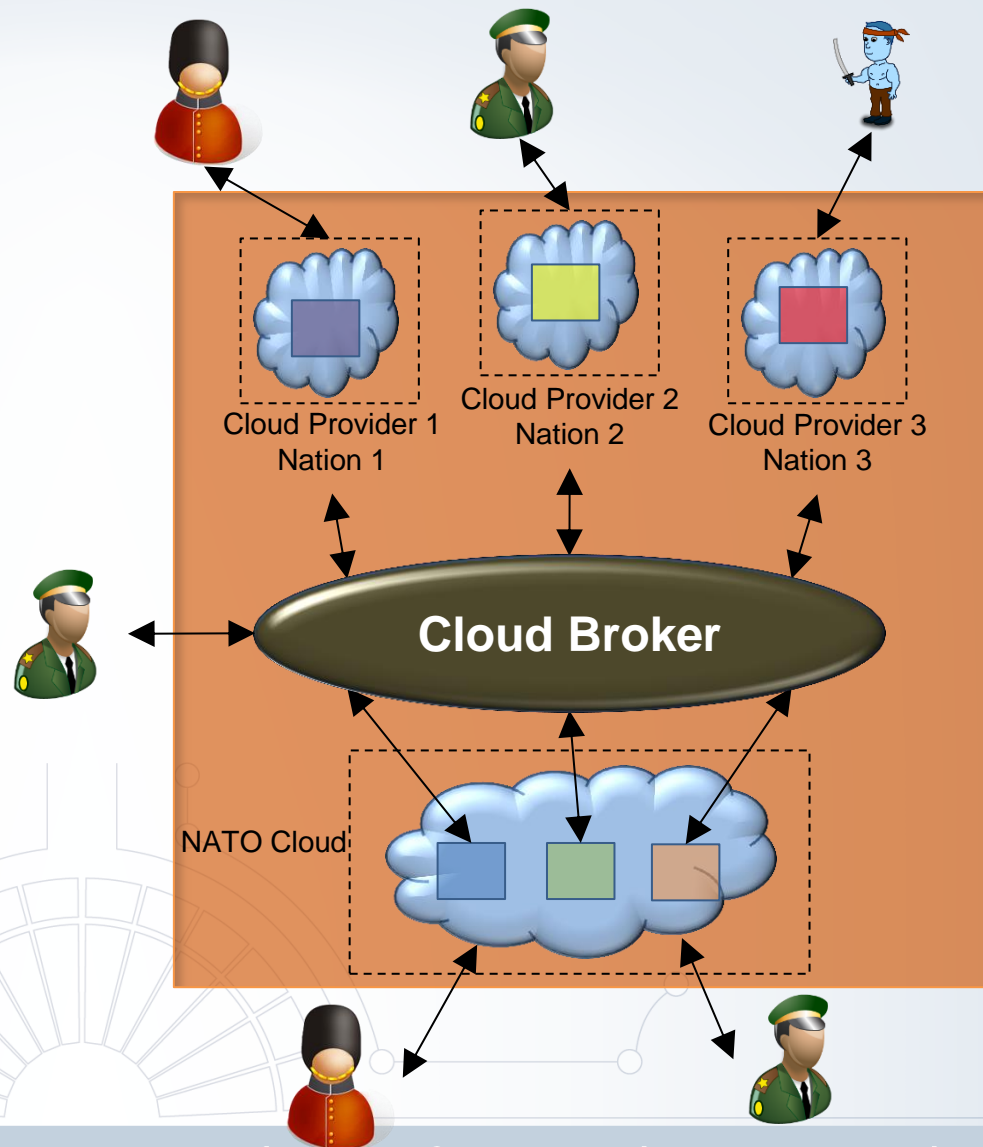 Cloud Provider 1
Nation 1
Cloud Provider 2
Nation 2
Cloud Provider 3
Nation 3
Cloud Broker
NATO Cloud